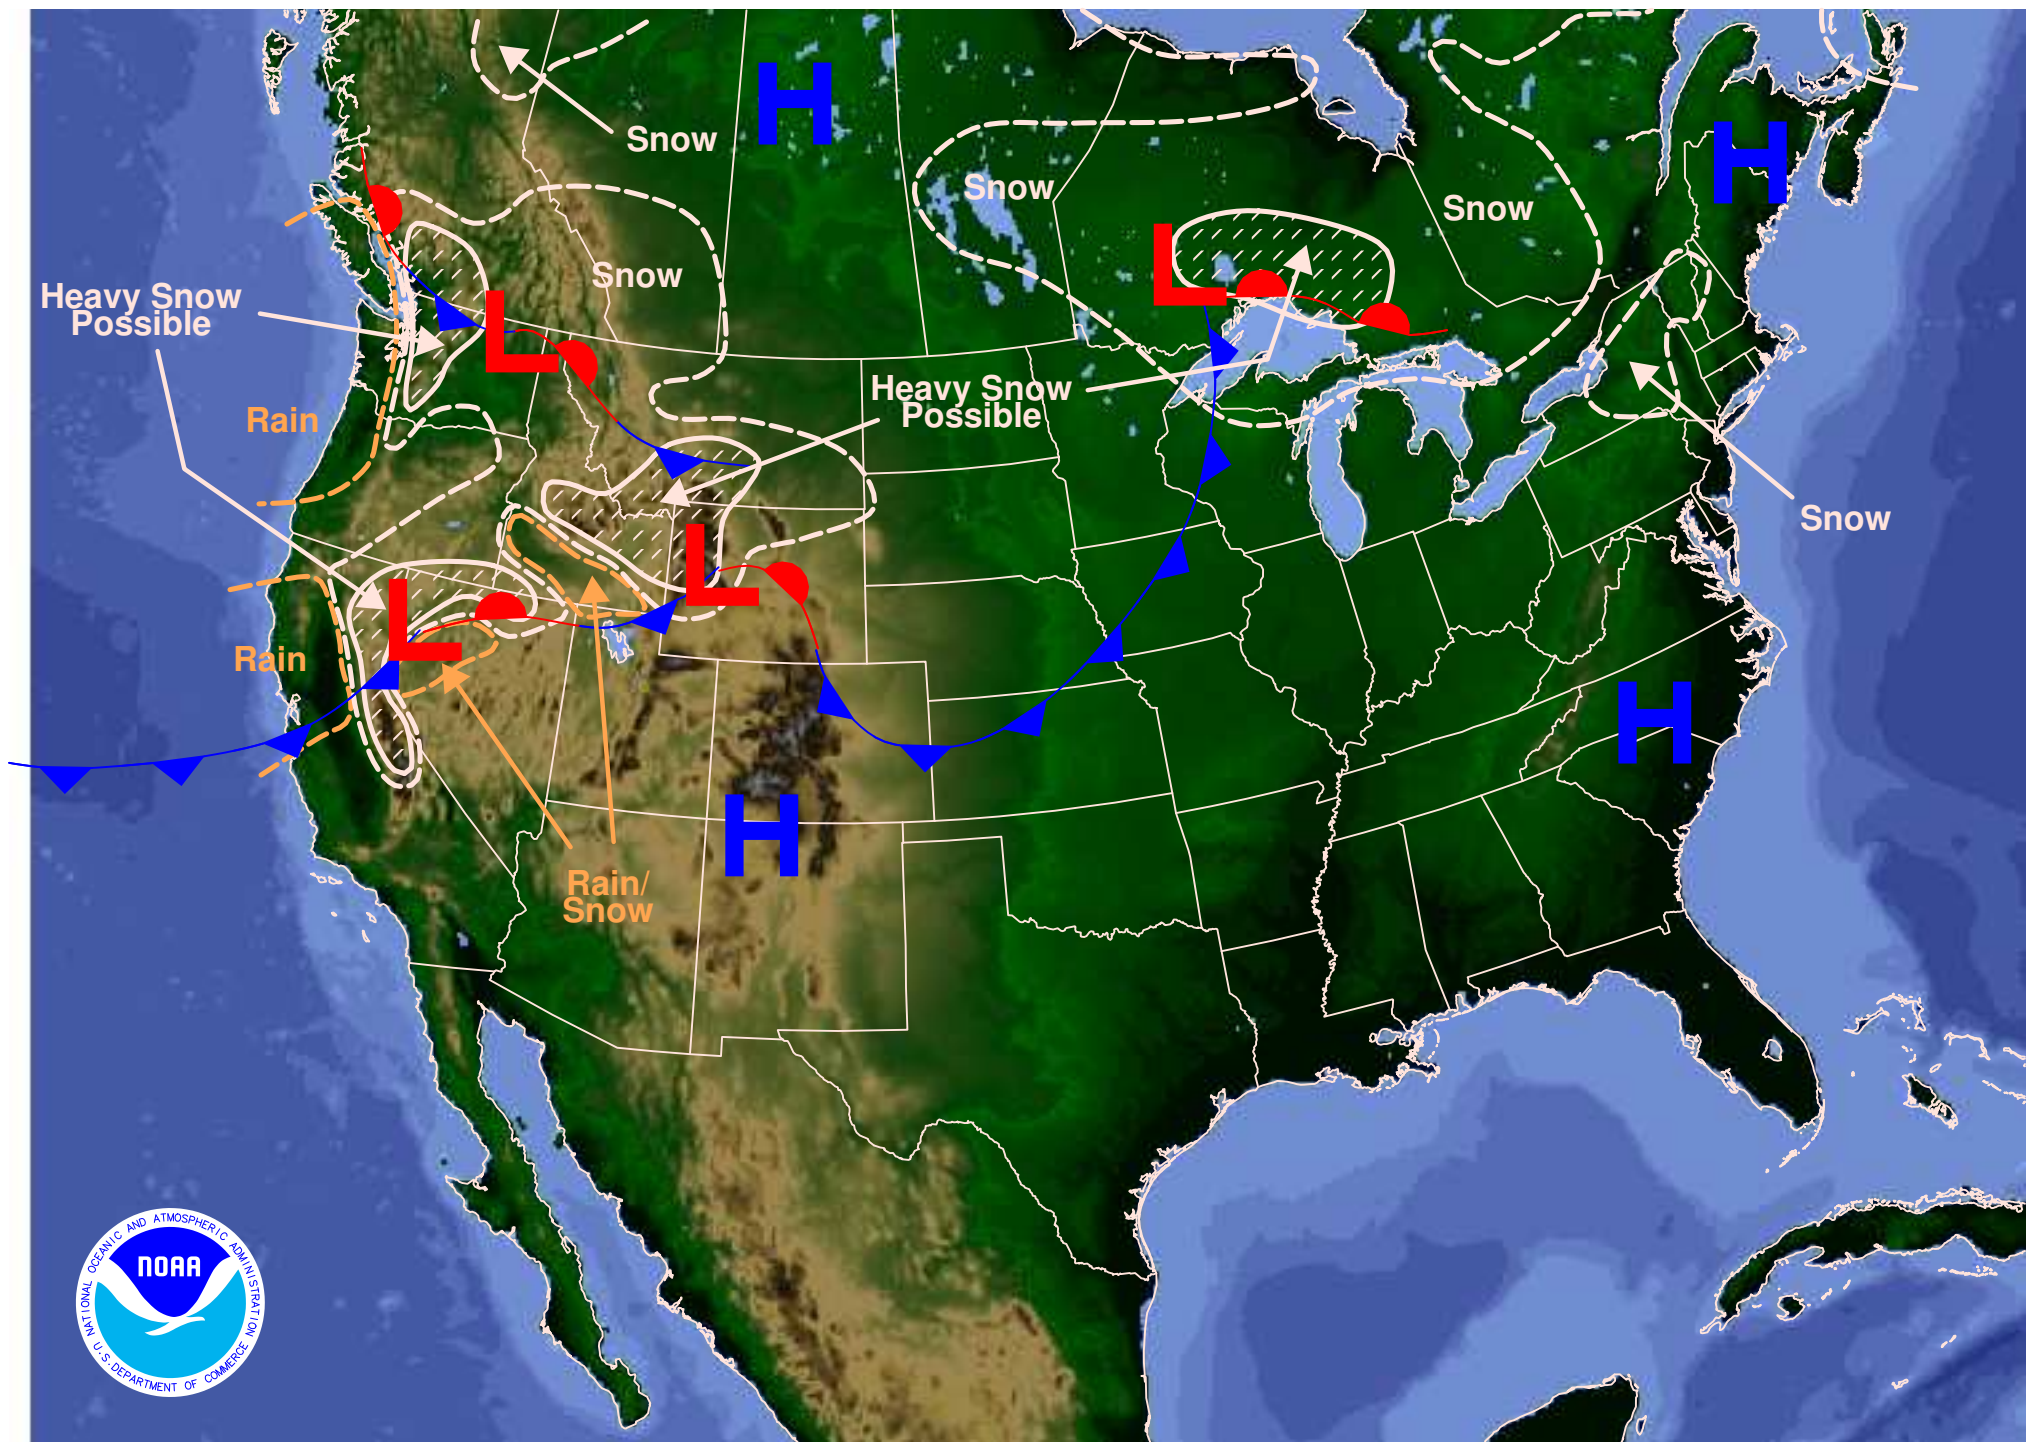 H
Snow
H
Snow
Snow
Snow
L
Snow
Heavy Snow
Possible
L
Heavy Snow
Possible
Rain
Snow
L
L
Rain
H
H
Rain/
Snow
NATIONAL OCEANIC AND ATMOSPHERIC ADMINISTRATION
NOAA
U.S. DEPARTMENT OF COMMERCE